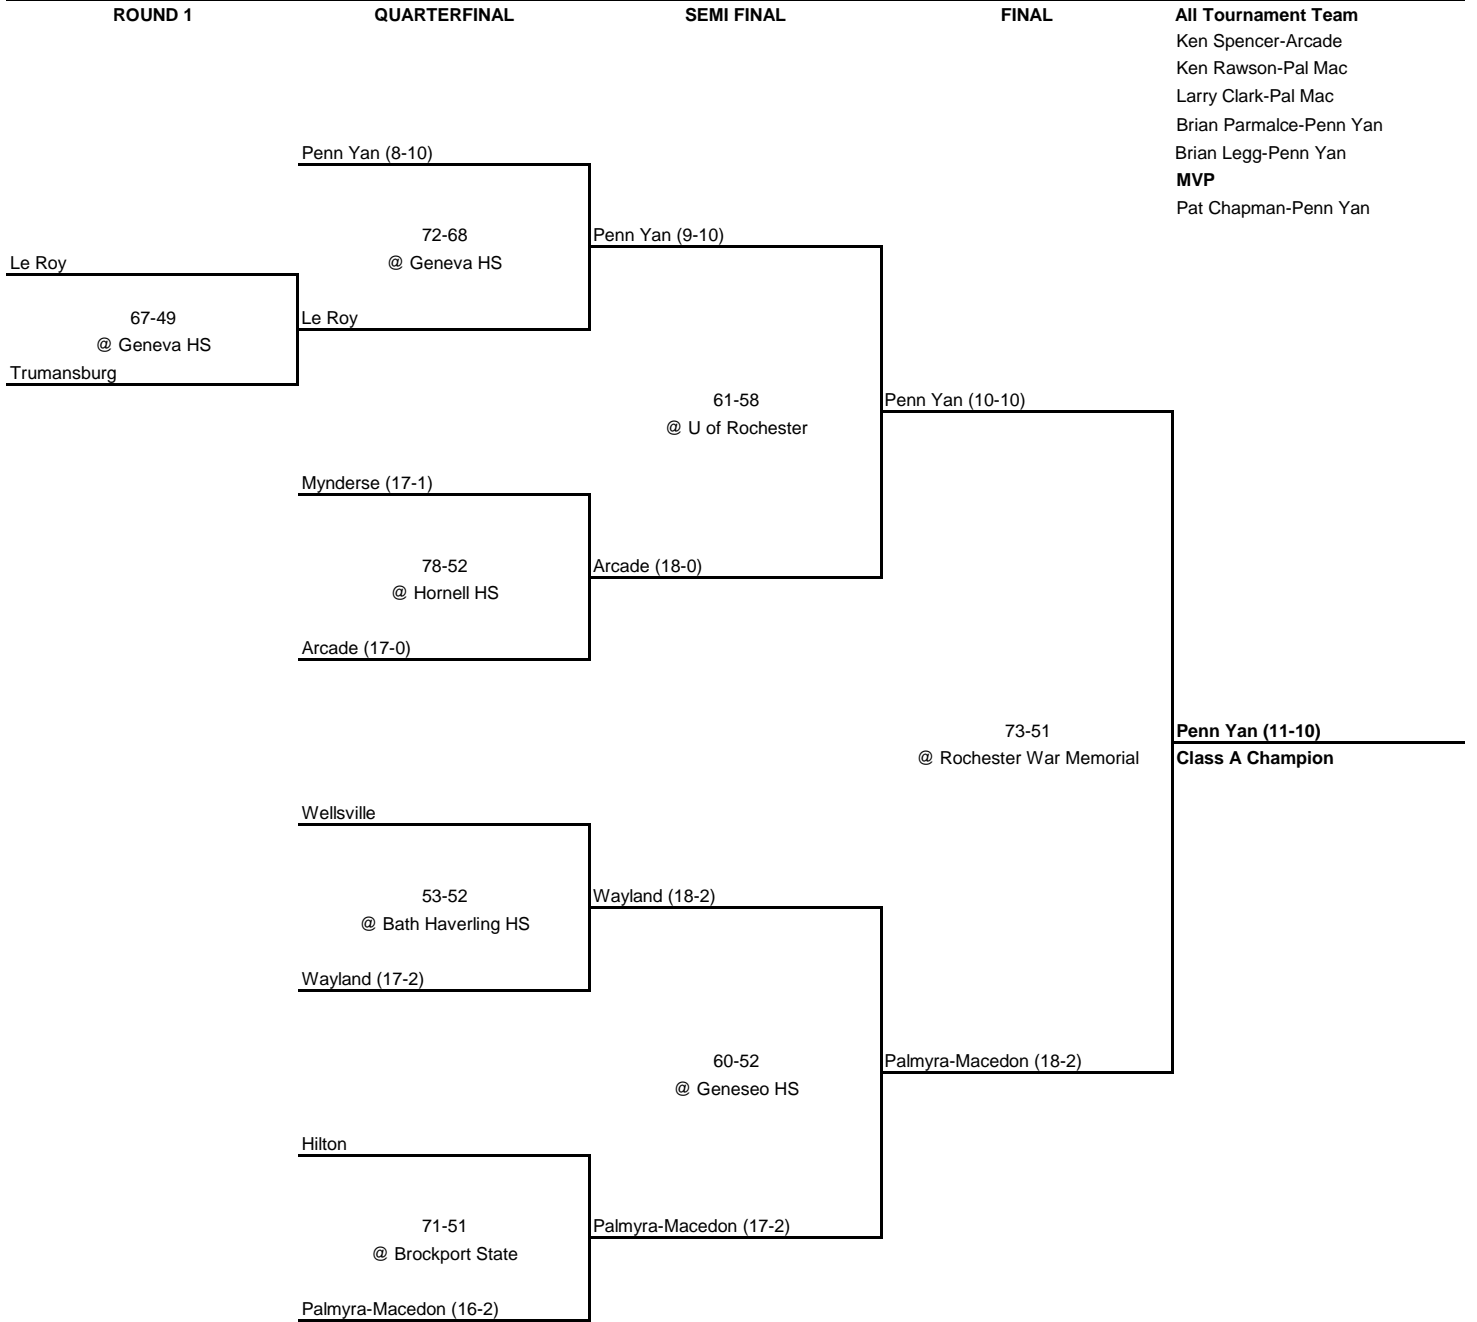 ROUND 1 QUARTERFINAL SEMI FINAL FINAL All Tournament Team
Ken Spencer-Arcade
Ken Rawson-Pal Mac
Larry Clark-Pal Mac
Brian Parmalce-Penn Yan
Penn Yan (8-10) Brian Legg-Penn Yan
MVP
Pat Chapman-Penn Yan
72-68 Penn Yan (9-10)
Le Roy @ Geneva HS
67-49 Le Roy
@ Geneva HS
Trumansburg
61-58 Penn Yan (10-10)
@ U of Rochester
Mynderse (17-1)
78-52 Arcade (18-0)
@ Hornell HS
Arcade (17-0)
73-51 Penn Yan (11-10)
@ Rochester War Memorial Class A Champion
Wellsville
53-52 Wayland (18-2)
@ Bath Haverling HS
Wayland (17-2)
60-52 Palmyra-Macedon (18-2)
@ Geneseo HS
Hilton
71-51 Palmyra-Macedon (17-2)
@ Brockport State
Palmyra-Macedon (16-2)